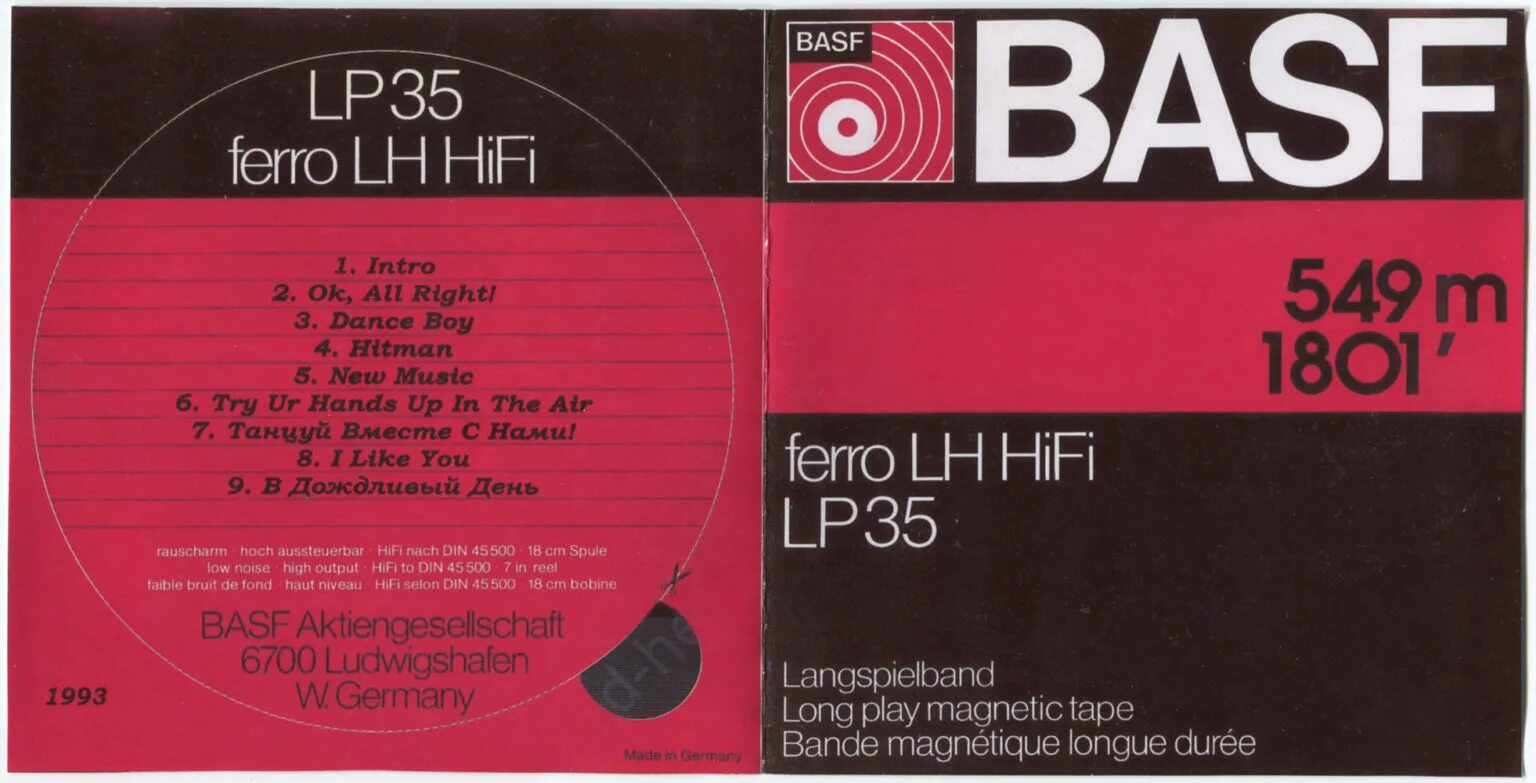 LP35
ferro LH HiFi
1. Intro
2. Ok, All Right!
3. Dance Boy
4. Hitman
5. New Music
6. Try Ur Hands Up In The Air
7. Танцуй Вместе С Нами!
8. I Like You
9. В Дождливый День
rauscharm · hoch aussteuerbar · HiFi nach DIN 45500 · 18 cm Spule
low noise · high output · HiFi to DIN 45500 · 7 in reel
faible bruit de fond · haut niveau · HiFi selon DIN 45500 · 18 cm bobine
BASF Aktiengesellschaft
6700 Ludwigshafen
W. Germany
1993
d-he
Made in Germany
BASF
BASF
549 m
1801'
ferro LH HiFi
LP35
Langspielband
Long play magnetic tape
Bande magnétique longue durée